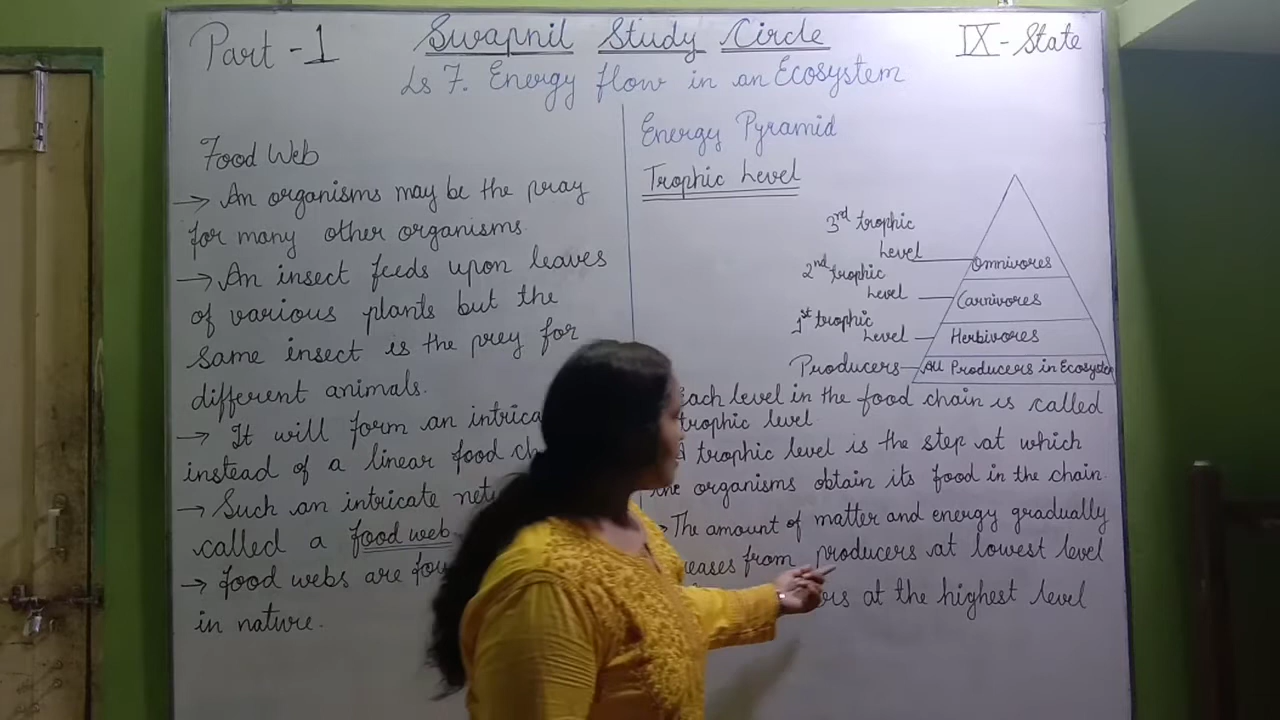 Part - 1
Swapnil Study Circle
IX - State
Ls 7. Energy flow in an Ecosystem
Food Web
→ An organisms may be the pray
for many other organisms.
→ An insect feeds upon leaves
of various plants but the
same insect is the prey for
different animals.
→ It will form an
instead of a linear food
→ Such an intricate
called a food web
→ food webs are
in nature.
Energy Pyramid
Trophic Level
3rd trophic
Level
2nd trophic
Level
1st trophic
Level
Producers
Omnivores
Carnivores
Herbivores
All Producers in Ecosystem
Each level in the food chain is called
trophic level
A trophic level is the step at which
the organisms obtain its food in the chain.
→ The amount of matter and energy gradually
from producers at lowest level
at the highest level